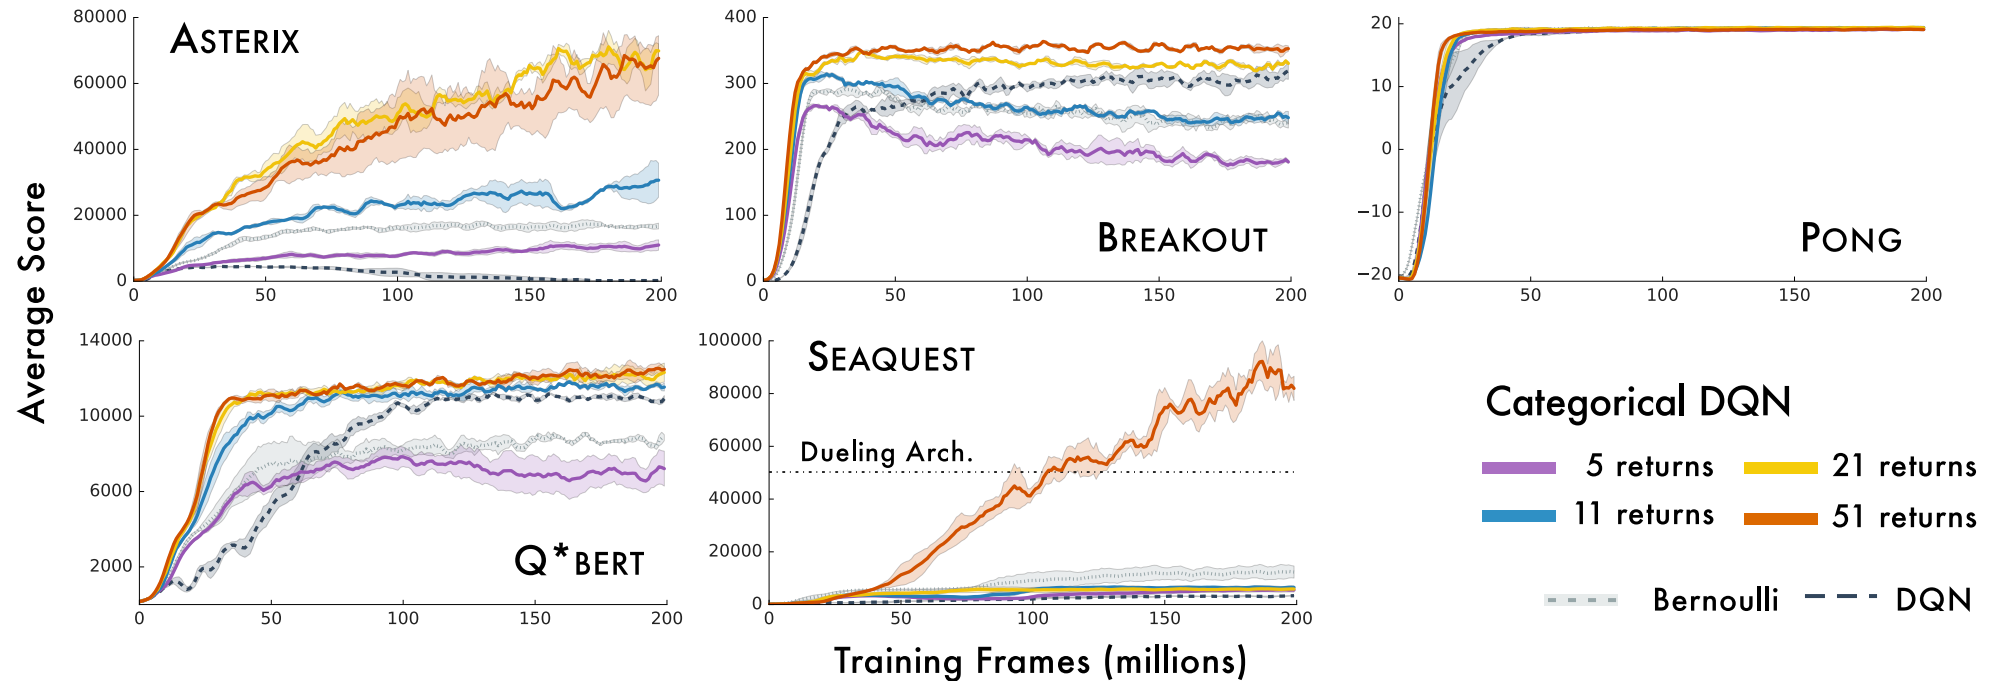 ASTERIX
80000
60000
40000
20000
0
0 50 100 150 200
BREAKOUT
400
300
200
100
0
0 50 100 150 200
PONG
20
10
0
−10
−20
0 50 100 150 200
Average Score
Q*BERT
14000
10000
6000
2000
0 50 100 150 200
SEAQUEST
100000
80000
60000
Dueling Arch.
40000
20000
0
0 50 100 150 200
Training Frames (millions)
Categorical DQN
5 returns 21 returns
11 returns 51 returns
Bernoulli DQN